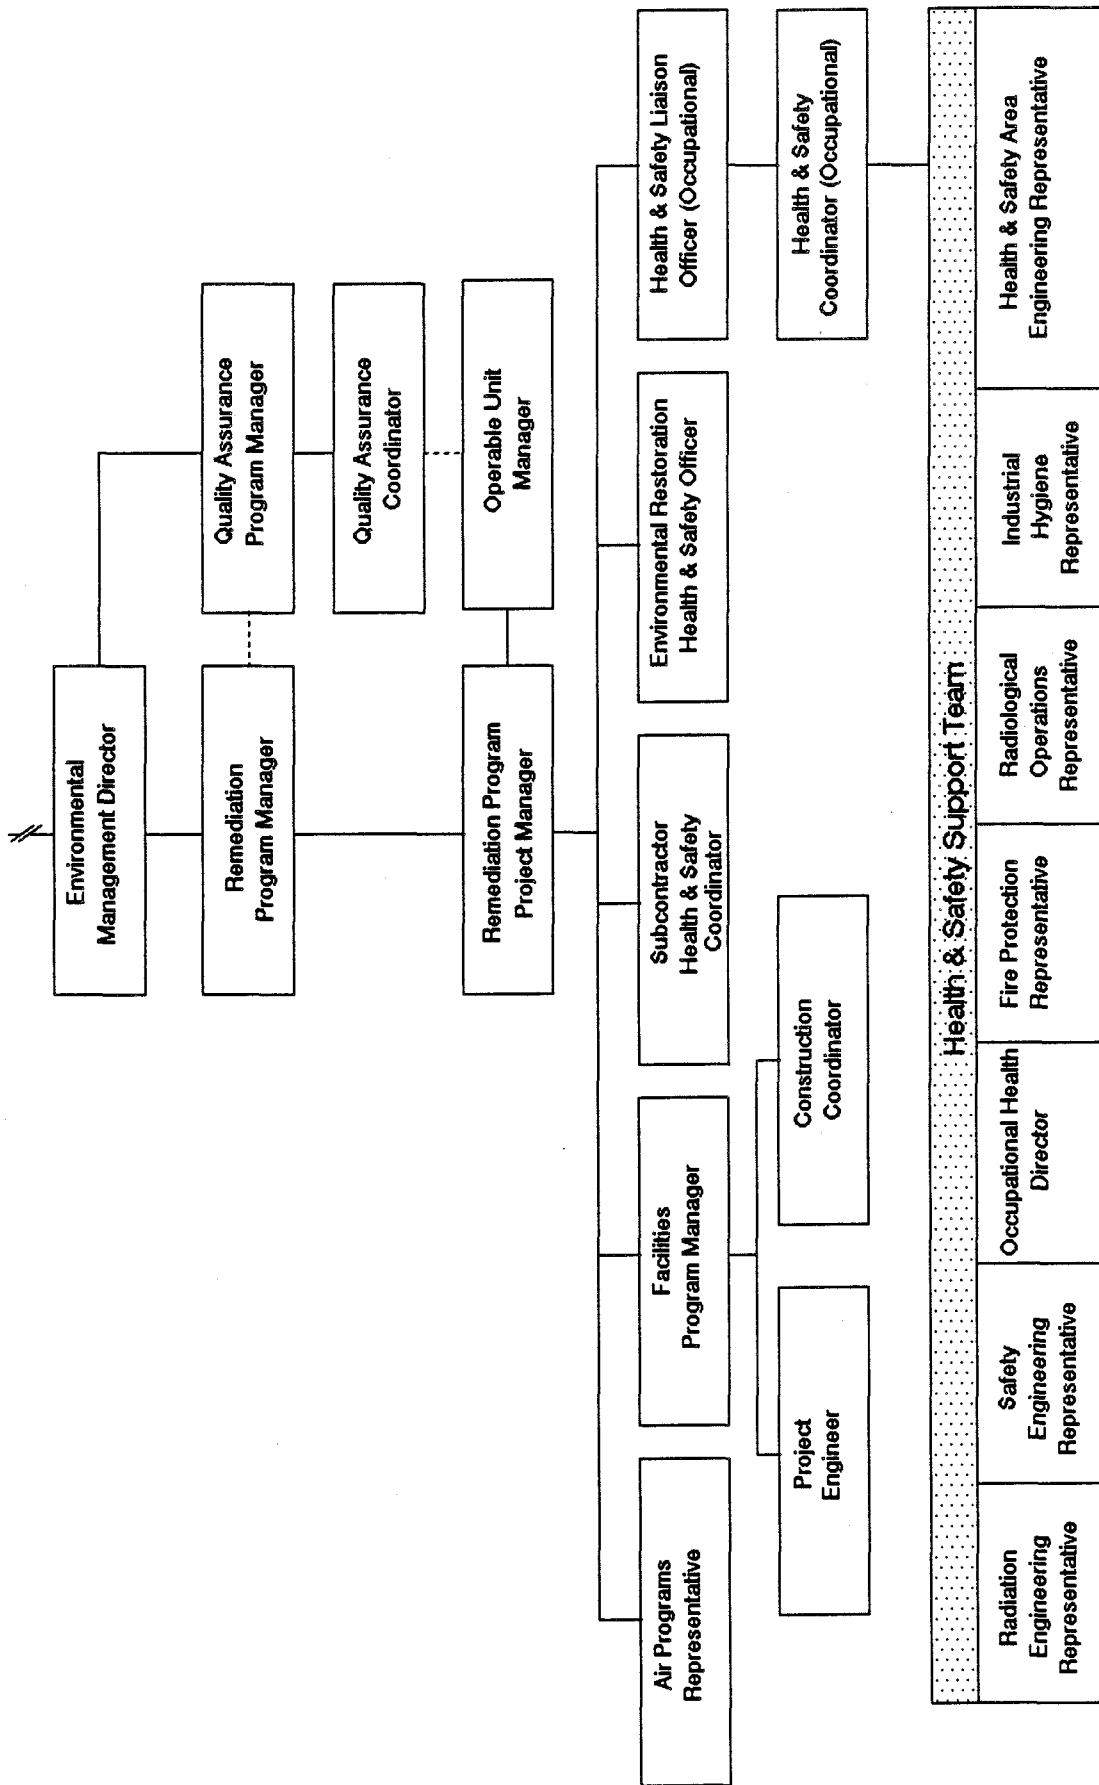 Environmental
Management Director
Remediation
Program Manager
Quality Assurance
Program Manager
Quality Assurance
Coordinator
Remediation Program
Project Manager
Operable Unit
Manager
Air Programs
Representative
Facilities
Program Manager
Subcontractor
Health & Safety
Coordinator
Environmental Restoration
Health & Safety Officer
Health & Safety Liaison
Officer (Occupational)
Project
Engineer
Construction
Coordinator
Health & Safety
Coordinator (Occupational)
Health & Safety Support Team
Radiation
Engineering
Representative
Safety
Engineering
Representative
Occupational Health
Director
Fire Protection
Representative
Radiological
Operations
Representative
Industrial
Hygiene
Representative
Health & Safety Area
Engineering Representative